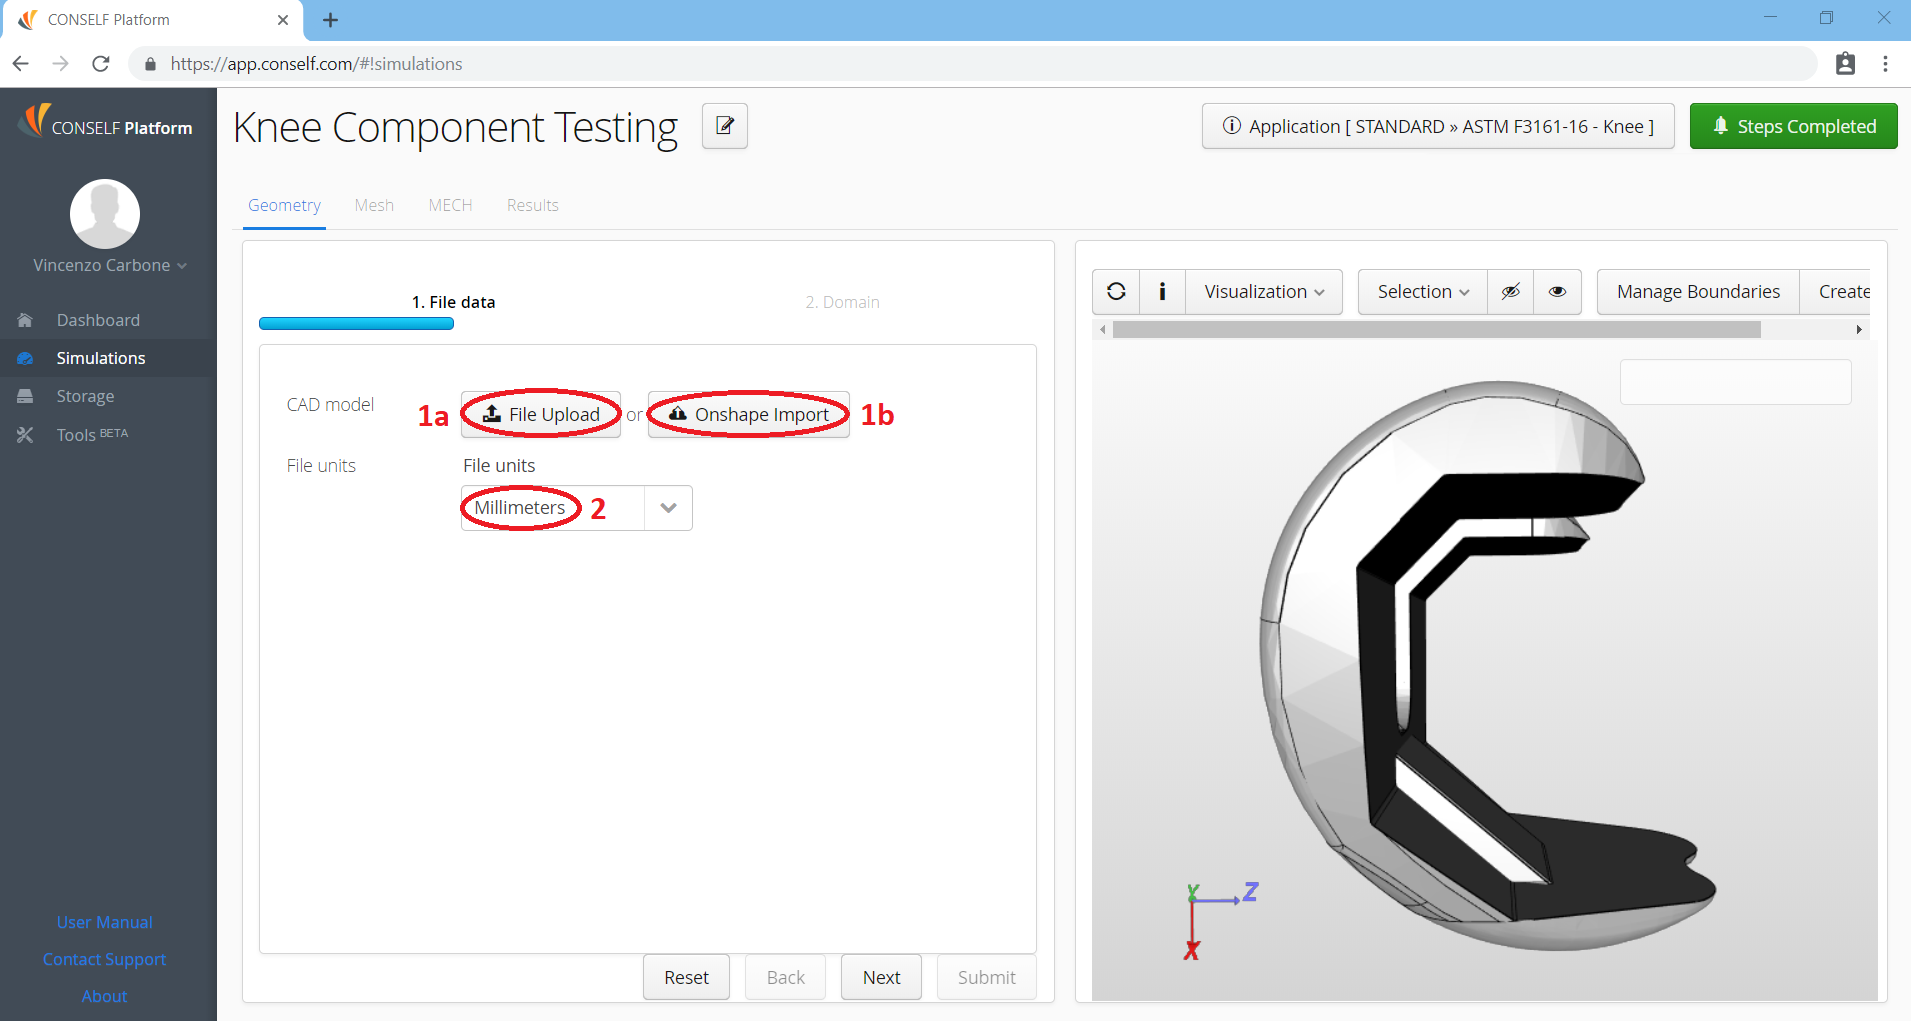 CONSELF Platform
https://app.conself.com/#!simulations
CONSELF Platform
Vincenzo Carbone
Dashboard
Simulations
Storage
Tools BETA
User Manual
Contact Support
About
Knee Component Testing
Application [ STANDARD » ASTM F3161-16 - Knee ]
Steps Completed
Geometry Mesh MECH Results
1. File data 2. Domain
CAD model 1a File Upload or Onshape Import 1b
File units File units
Millimeters 2
Reset Back Next Submit
Visualization Selection Manage Boundaries Create
Y Z
X